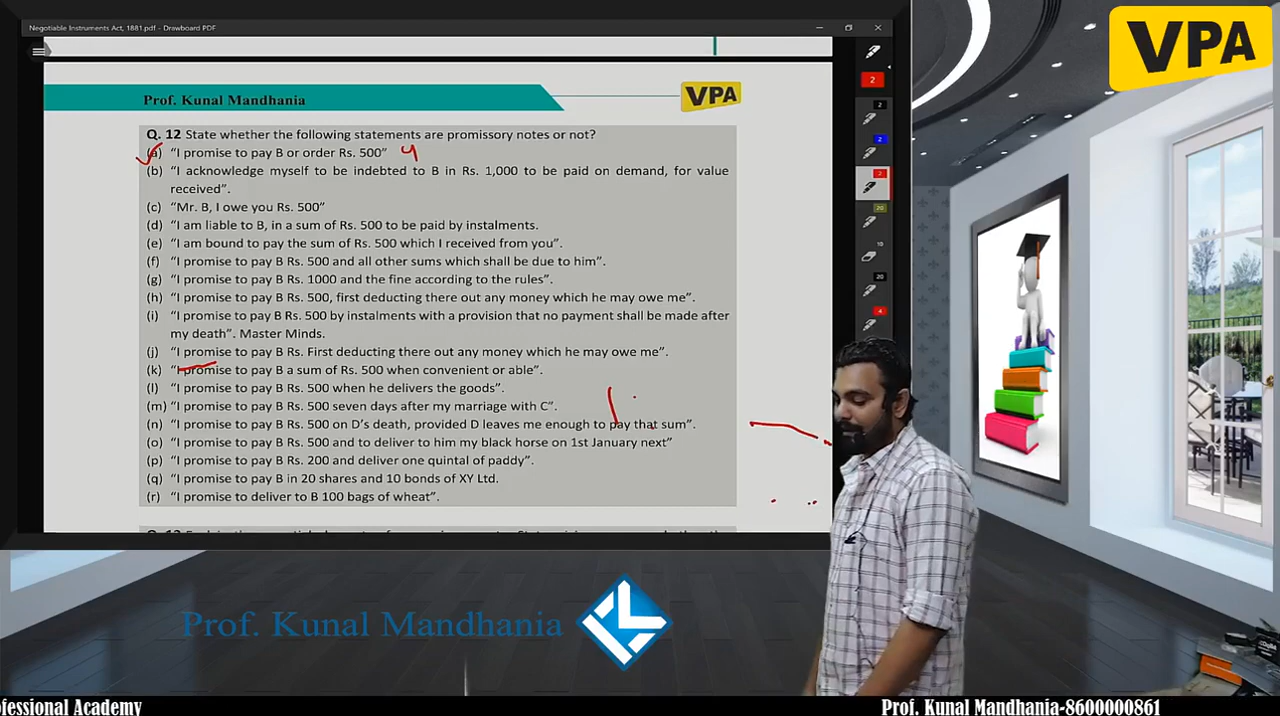 Negotiable Instruments Act, 1881.pdf - Drawboard PDF
VPA
Prof. Kunal Mandhania
VPA
Q. 12 State whether the following statements are promissory notes or not?
(a) “I promise to pay B or order Rs. 500”
(b) “I acknowledge myself to be indebted to B in Rs. 1,000 to be paid on demand, for value
received”.
(c) “Mr. B, I owe you Rs. 500”
(d) “I am liable to B, in a sum of Rs. 500 to be paid by instalments.
(e) “I am bound to pay the sum of Rs. 500 which I received from you”.
(f) “I promise to pay B Rs. 500 and all other sums which shall be due to him”.
(g) “I promise to pay B Rs. 1000 and the fine according to the rules”.
(h) “I promise to pay B Rs. 500, first deducting there out any money which he may owe me”.
(i) “I promise to pay B Rs. 500 by instalments with a provision that no payment shall be made after
my death”. Master Minds.
(j) “I promise to pay B Rs. First deducting there out any money which he may owe me”.
(k) “I promise to pay B a sum of Rs. 500 when convenient or able”.
(l) “I promise to pay B Rs. 500 when he delivers the goods”.
(m) “I promise to pay B Rs. 500 seven days after my marriage with C”.
(n) “I promise to pay B Rs. 500 on D’s death, provided D leaves me enough to pay that sum”.
(o) “I promise to pay B Rs. 500 and to deliver to him my black horse on 1st January next”
(p) “I promise to pay B Rs. 200 and deliver one quintal of paddy”.
(q) “I promise to pay B in 20 shares and 10 bonds of XY Ltd.
(r) “I promise to deliver to B 100 bags of wheat”.
Prof. Kunal Mandhania
ofessional Academy
Prof. Kunal Mandhania-8600000861